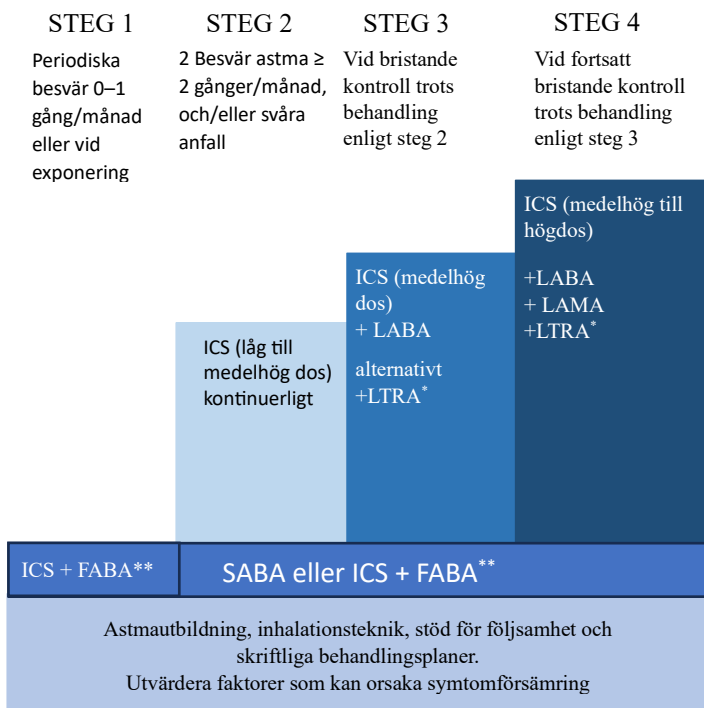 STEG 1
Periodiska
besvär 0–1
gång/månad
eller vid
exponering
STEG 2
2 Besvär astma ≥
2 gånger/månad,
och/eller svåra
anfall
STEG 3
Vid bristande
kontroll trots
behandling
enligt steg 2
STEG 4
Vid fortsatt
bristande kontroll
trots behandling
enligt steg 3
ICS (låg till
medelhög dos)
kontinuerligt
ICS (medelhög
dos)
+ LABA
alternativt
+LTRA*
ICS (medelhög till
högdos)
+LABA
+ LAMA
+LTRA*
ICS + FABA**
SABA eller ICS + FABA**
Astmautbildning, inhalationsteknik, stöd för följsamhet och
skriftliga behandlingsplaner.
Utvärdera faktorer som kan orsaka symtomförsämring